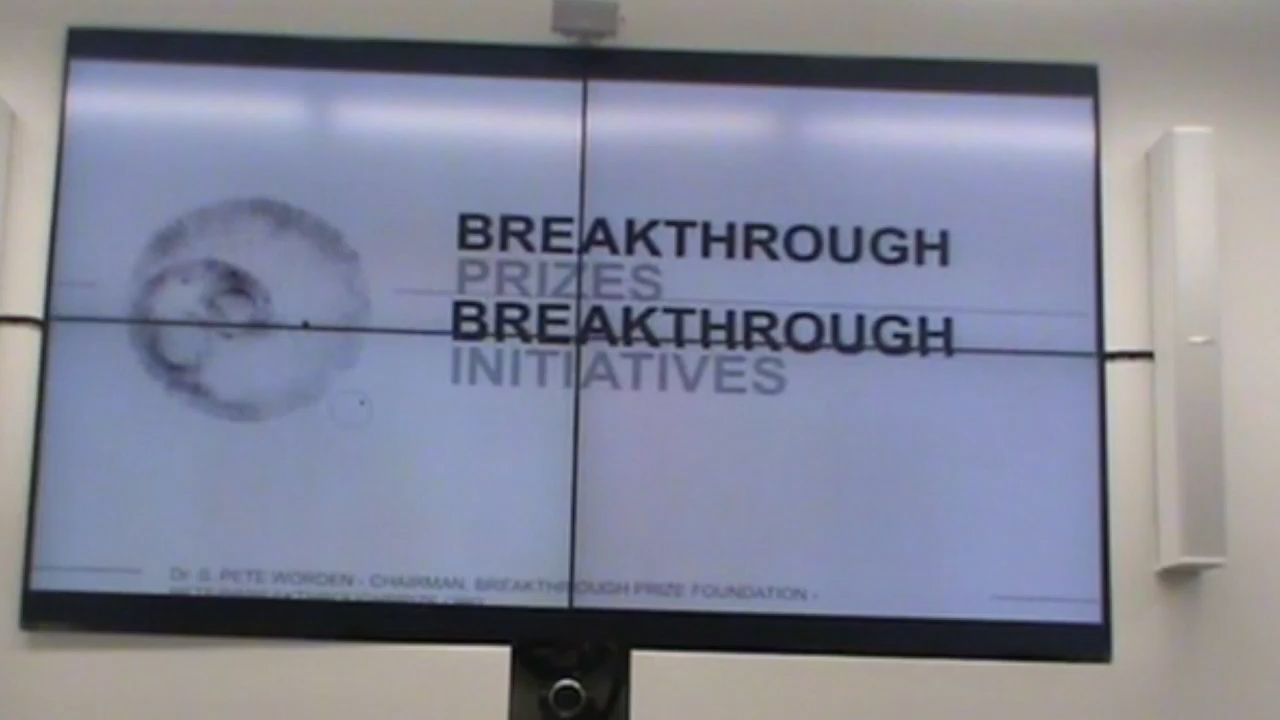 BREAKTHROUGH
PRIZES
BREAKTHROUGH
INITIATIVES
Dr. S. PETE WORDEN - CHAIRMAN, BREAKTHROUGH PRIZE FOUNDATION -